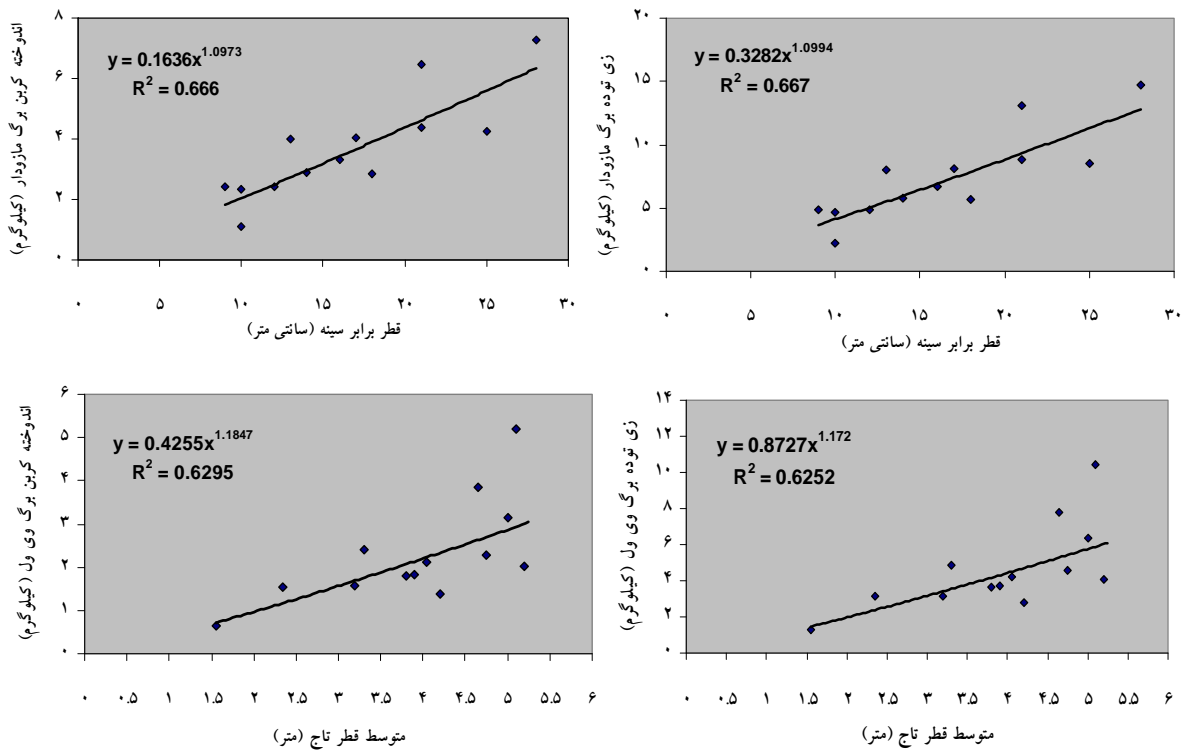 اندوخته کربن برگ مازودار (کیلوگرم)
۸
۶
۴
۲
۰
y = 0.1636x^1.0973
R² = 0.666
۰ ۵ ۱۰ ۱۵ ۲۰ ۲۵ ۳۰
قطر برابر سینه (سانتی متر)
زی توده برگ مازودار (کیلوگرم)
۲۰
۱۵
۱۰
۵
۰
y = 0.3282x^1.0994
R² = 0.667
۰ ۵ ۱۰ ۱۵ ۲۰ ۲۵ ۳۰
قطر برابر سینه (سانتی متر)
اندوخته کربن برگ وی ول (کیلوگرم)
۶
۵
۴
۳
۲
۱
۰
y = 0.4255x^1.1847
R² = 0.6295
۰ ۰.۵ ۱ ۱.۵ ۲ ۲.۵ ۳ ۳.۵ ۴ ۴.۵ ۵ ۵.۵ ۶
متوسط قطر تاج (متر)
زی توده برگ وی ول (کیلوگرم)
۱۴
۱۲
۱۰
۸
۶
۴
۲
۰
y = 0.8727x^1.172
R² = 0.6252
۰ ۰.۵ ۱ ۱.۵ ۲ ۲.۵ ۳ ۳.۵ ۴ ۴.۵ ۵ ۵.۵ ۶
متوسط قطر تاج (متر)